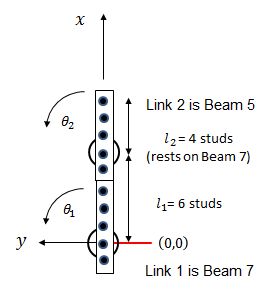 x
Link 2 is Beam 5
θ₂
l₂= 4 studs
(rests on Beam 7)
l₁= 6 studs
θ₁
y
(0,0)
Link 1 is Beam 7